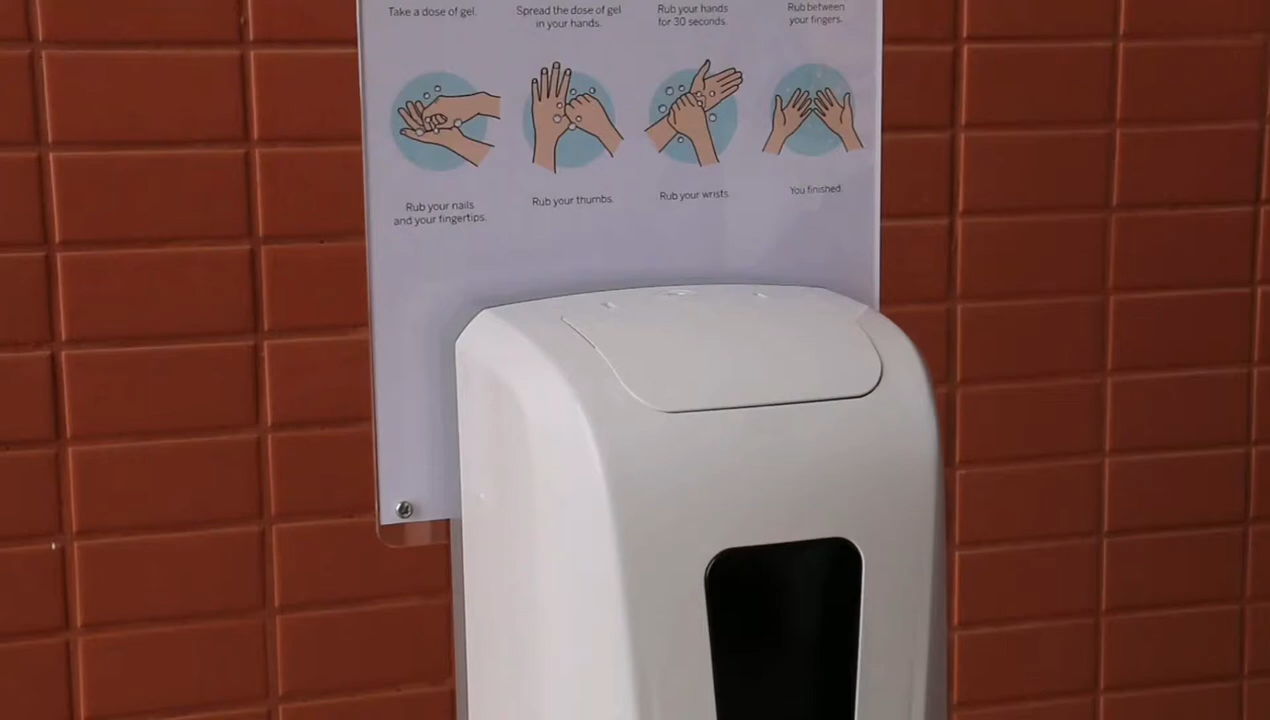 Take a dose of gel.
Spread the dose of gel
in your hands.
Rub your hands
for 30 seconds.
Rub between
your fingers.
Rub your nails
and your fingertips.
Rub your thumbs.
Rub your wrists.
You finished.